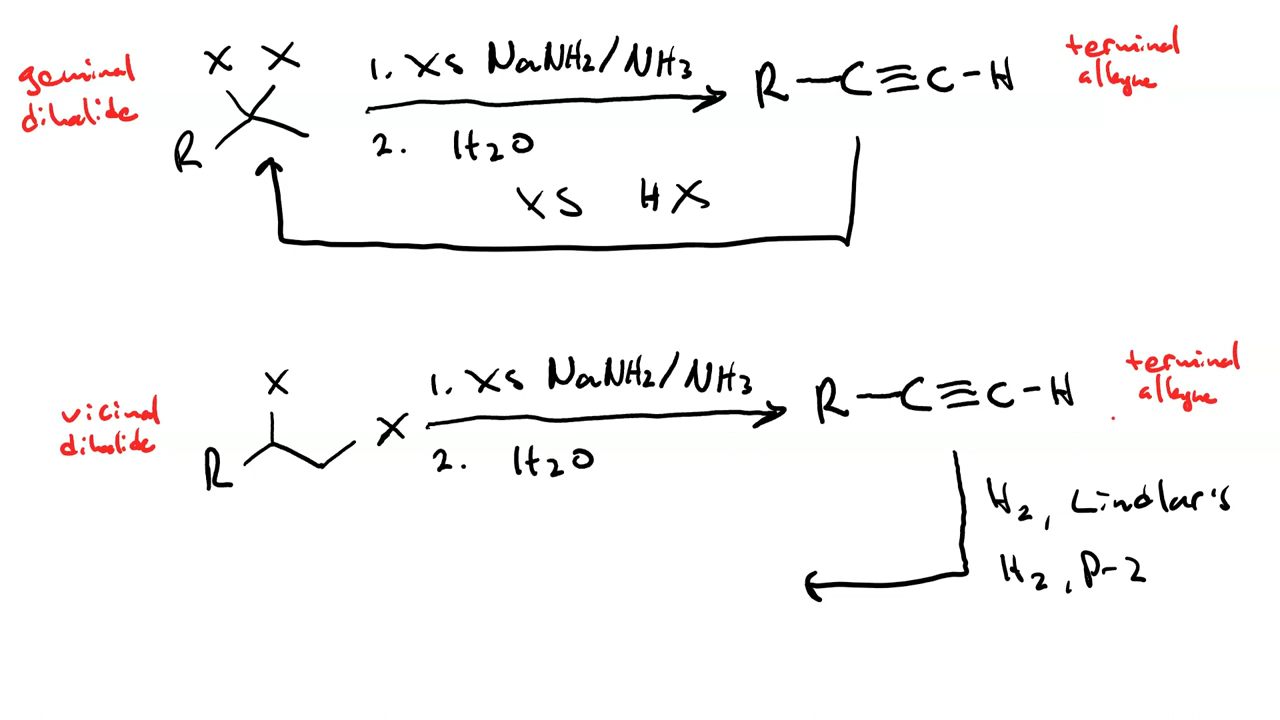 X X
1. XS NaNH2/NH3
terminal
alkyne
geminal
dihalide
R—C≡C-H
R
2. H2O
XS HX
1. XS NaNH2/NH3
terminal
alkyne
X
vicinal
dihalide
X
R—C≡C-H
R
2. H2O
H2, Lindlar's
H2, P-2